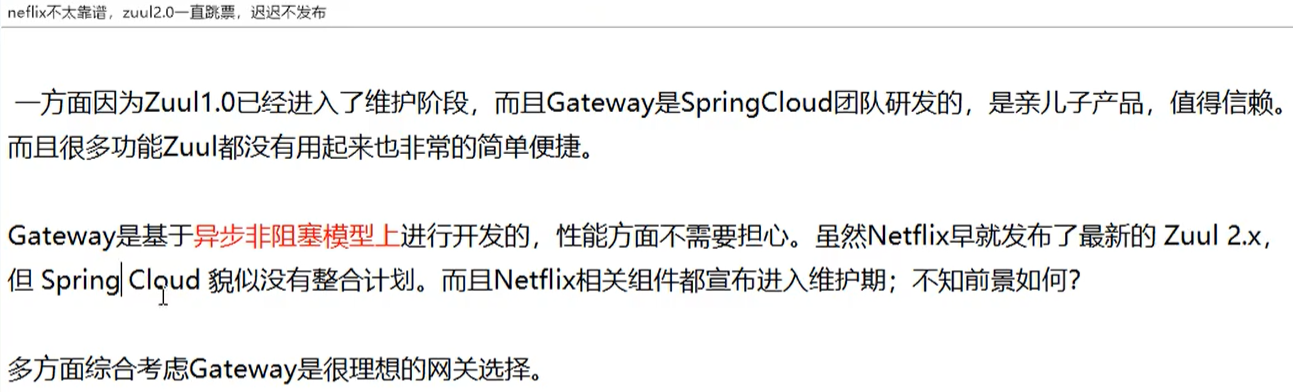 neflix不太靠谱，zuul2.0一直跳票，迟迟不发布
一方面因为Zuul1.0已经进入了维护阶段，而且Gateway是SpringCloud团队研发的，是亲儿子产品，值得信赖。
而且很多功能Zuul都没有用起来也非常的简单便捷。
Gateway是基于异步非阻塞模型上进行开发的，性能方面不需要担心。虽然Netflix早就发布了最新的 Zuul 2.x，
但 Spring Cloud 貌似没有整合计划。而且Netflix相关组件都宣布进入维护期；不知前景如何？
多方面综合考虑Gateway是很理想的网关选择。